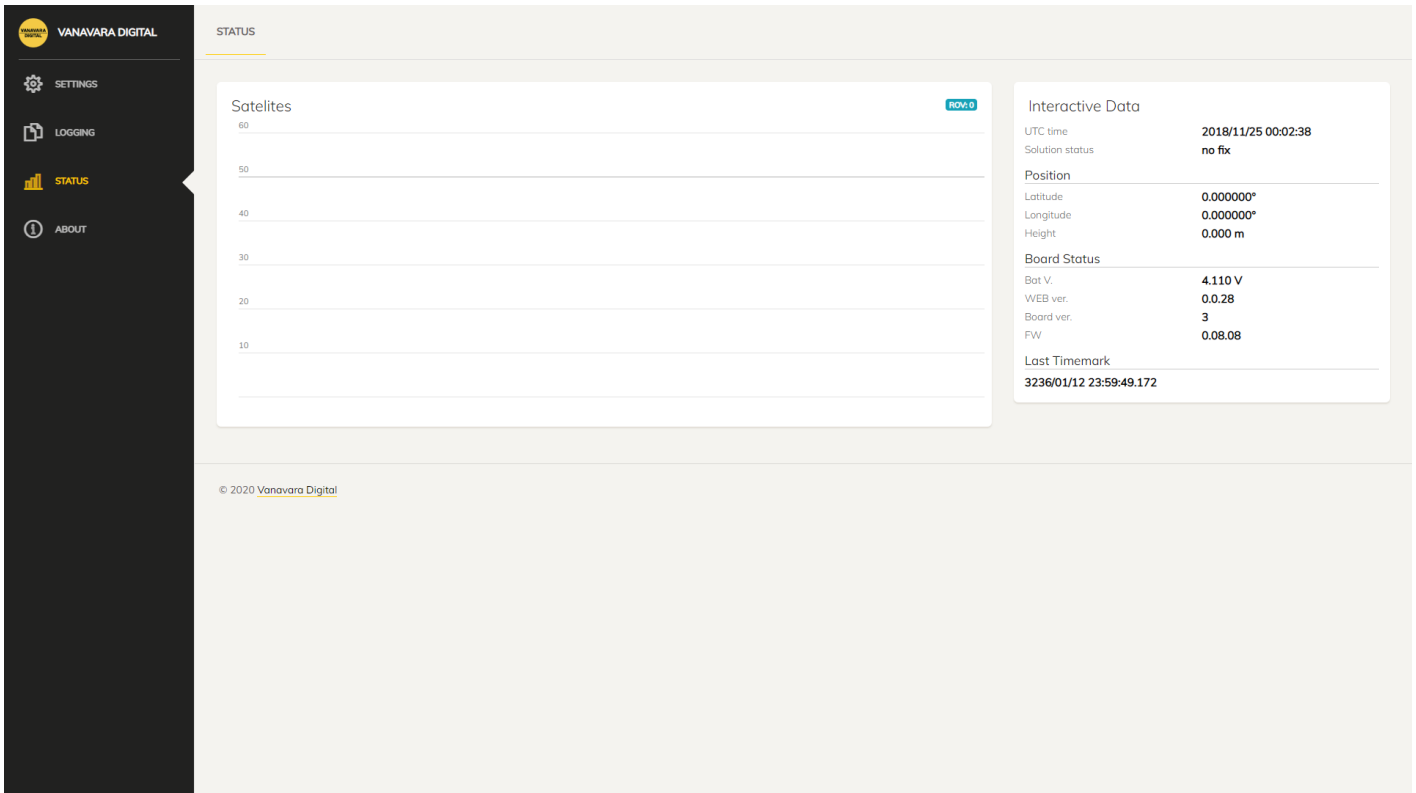 VANAVARA DIGITAL
VANAVARA DIGITAL
SETTINGS
LOGGING
STATUS
ABOUT
STATUS
Satelites
ROV: 0
60
50
40
30
20
10
Interactive Data
UTC time 2018/11/25 00:02:38
Solution status no fix
Position
Latitude 0.000000°
Longitude 0.000000°
Height 0.000 m
Board Status
Bat V. 4.110 V
WEB ver. 0.0.28
Board ver. 3
FW 0.08.08
Last Timemark
3236/01/12 23:59:49.172
© 2020 Vanavara Digital